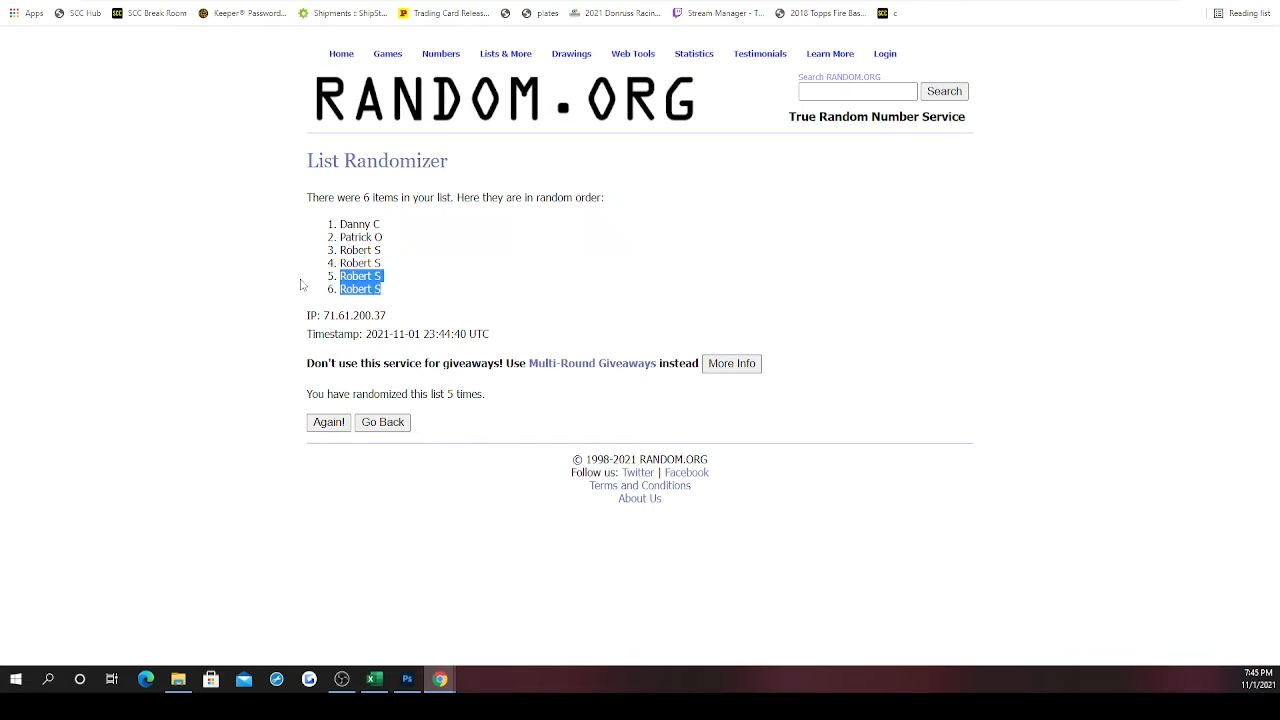 Apps SCC Hub SCC Break Room Keeper® Password... Shipments :: ShipSt... Trading Card Releas... plates 2021 Donruss Racin... Stream Manager - T... 2018 Topps Fire Bas... c Reading list
Home Games Numbers Lists & More Drawings Web Tools Statistics Testimonials Learn More Login
Search RANDOM.ORG
RANDOM.ORG
Search
True Random Number Service
List Randomizer
There were 6 items in your list. Here they are in random order:
1. Danny C
2. Patrick O
3. Robert S
4. Robert S
5. Robert S
6. Robert S
IP: 71.61.200.37
Timestamp: 2021-11-01 23:44:40 UTC
Don't use this service for giveaways! Use Multi-Round Giveaways instead More Info
You have randomized this list 5 times.
Again! Go Back
© 1998-2021 RANDOM.ORG
Follow us: Twitter | Facebook
Terms and Conditions
About Us
7:45 PM
11/1/2021